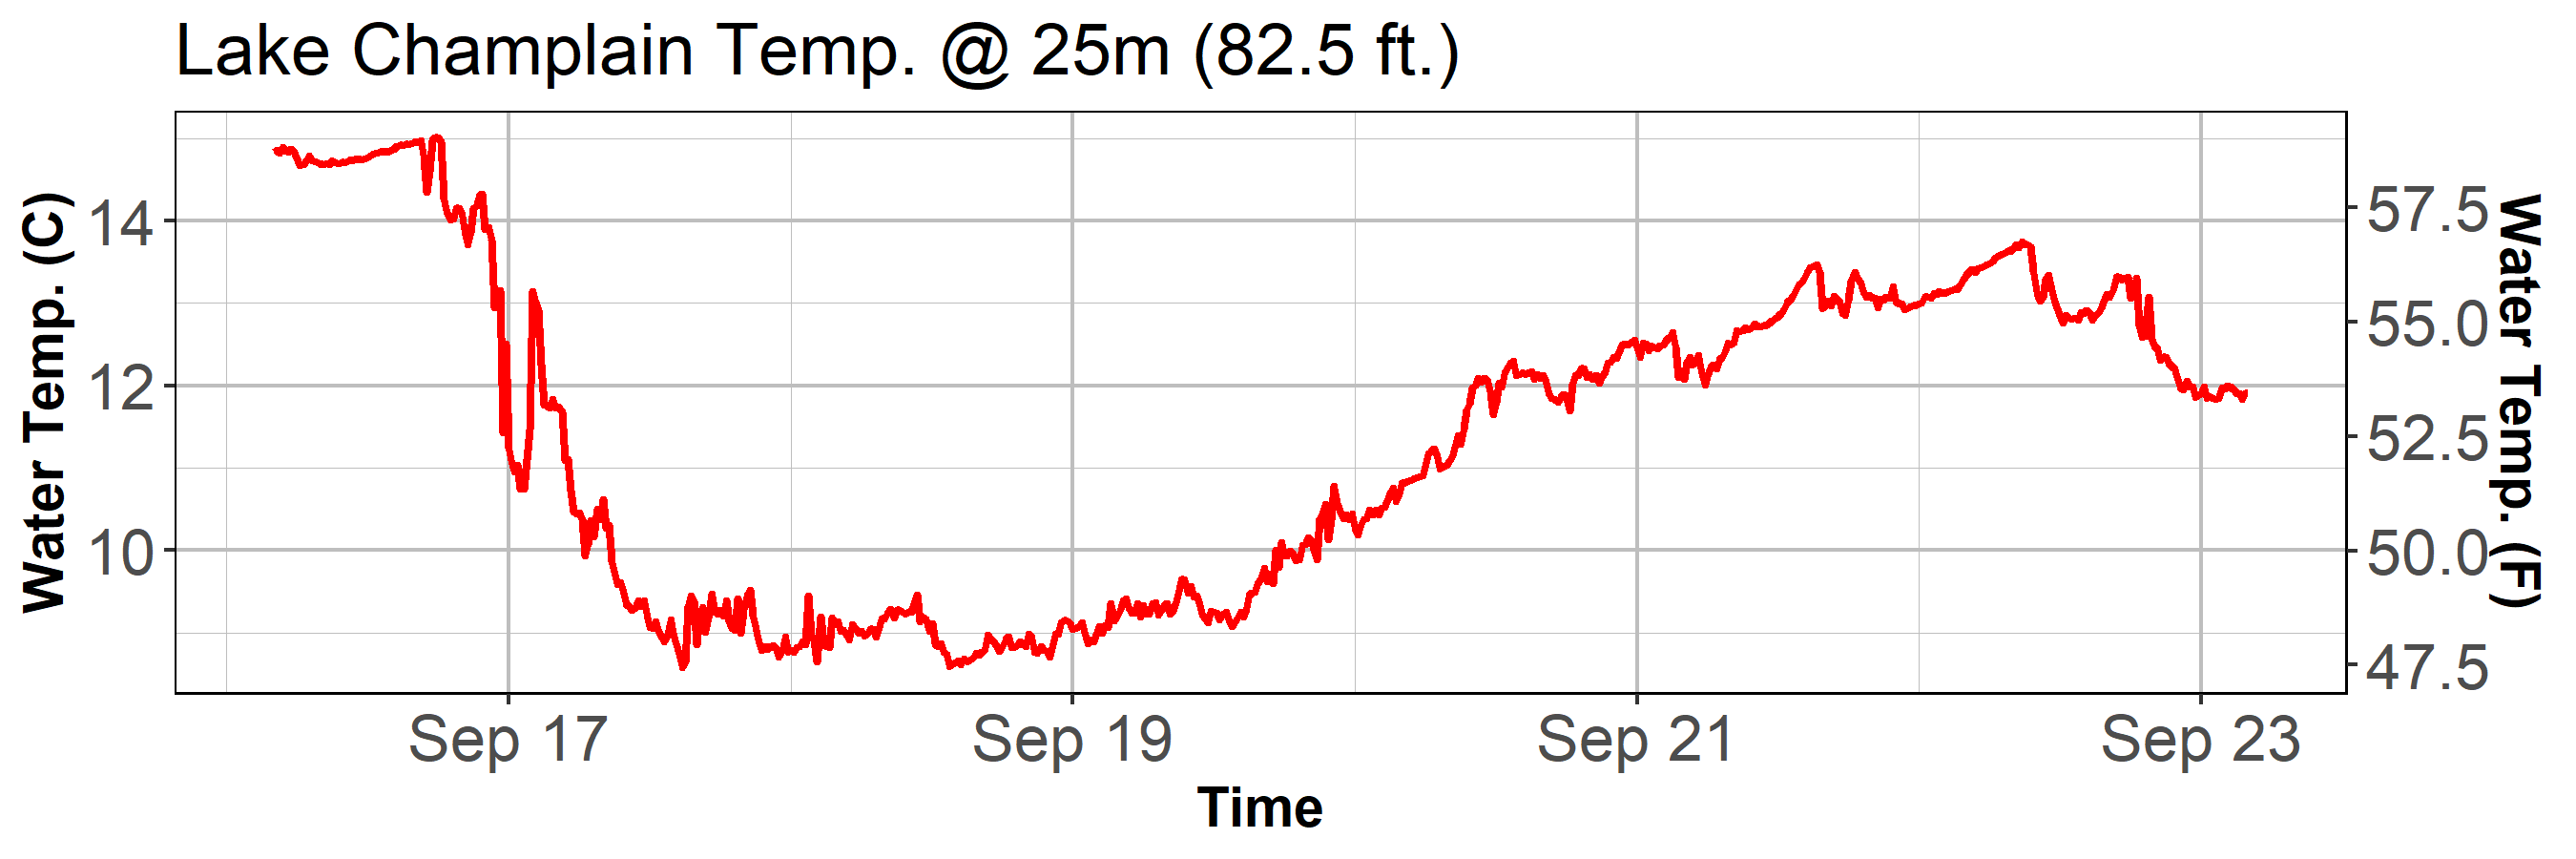 Lake Champlain Temp. @ 25m (82.5 ft.)
Water Temp. (C)
14
12
10
57.5
55.0
52.5
50.0
47.5
Water Temp. (F)
Sep 17 Sep 19 Sep 21 Sep 23
Time